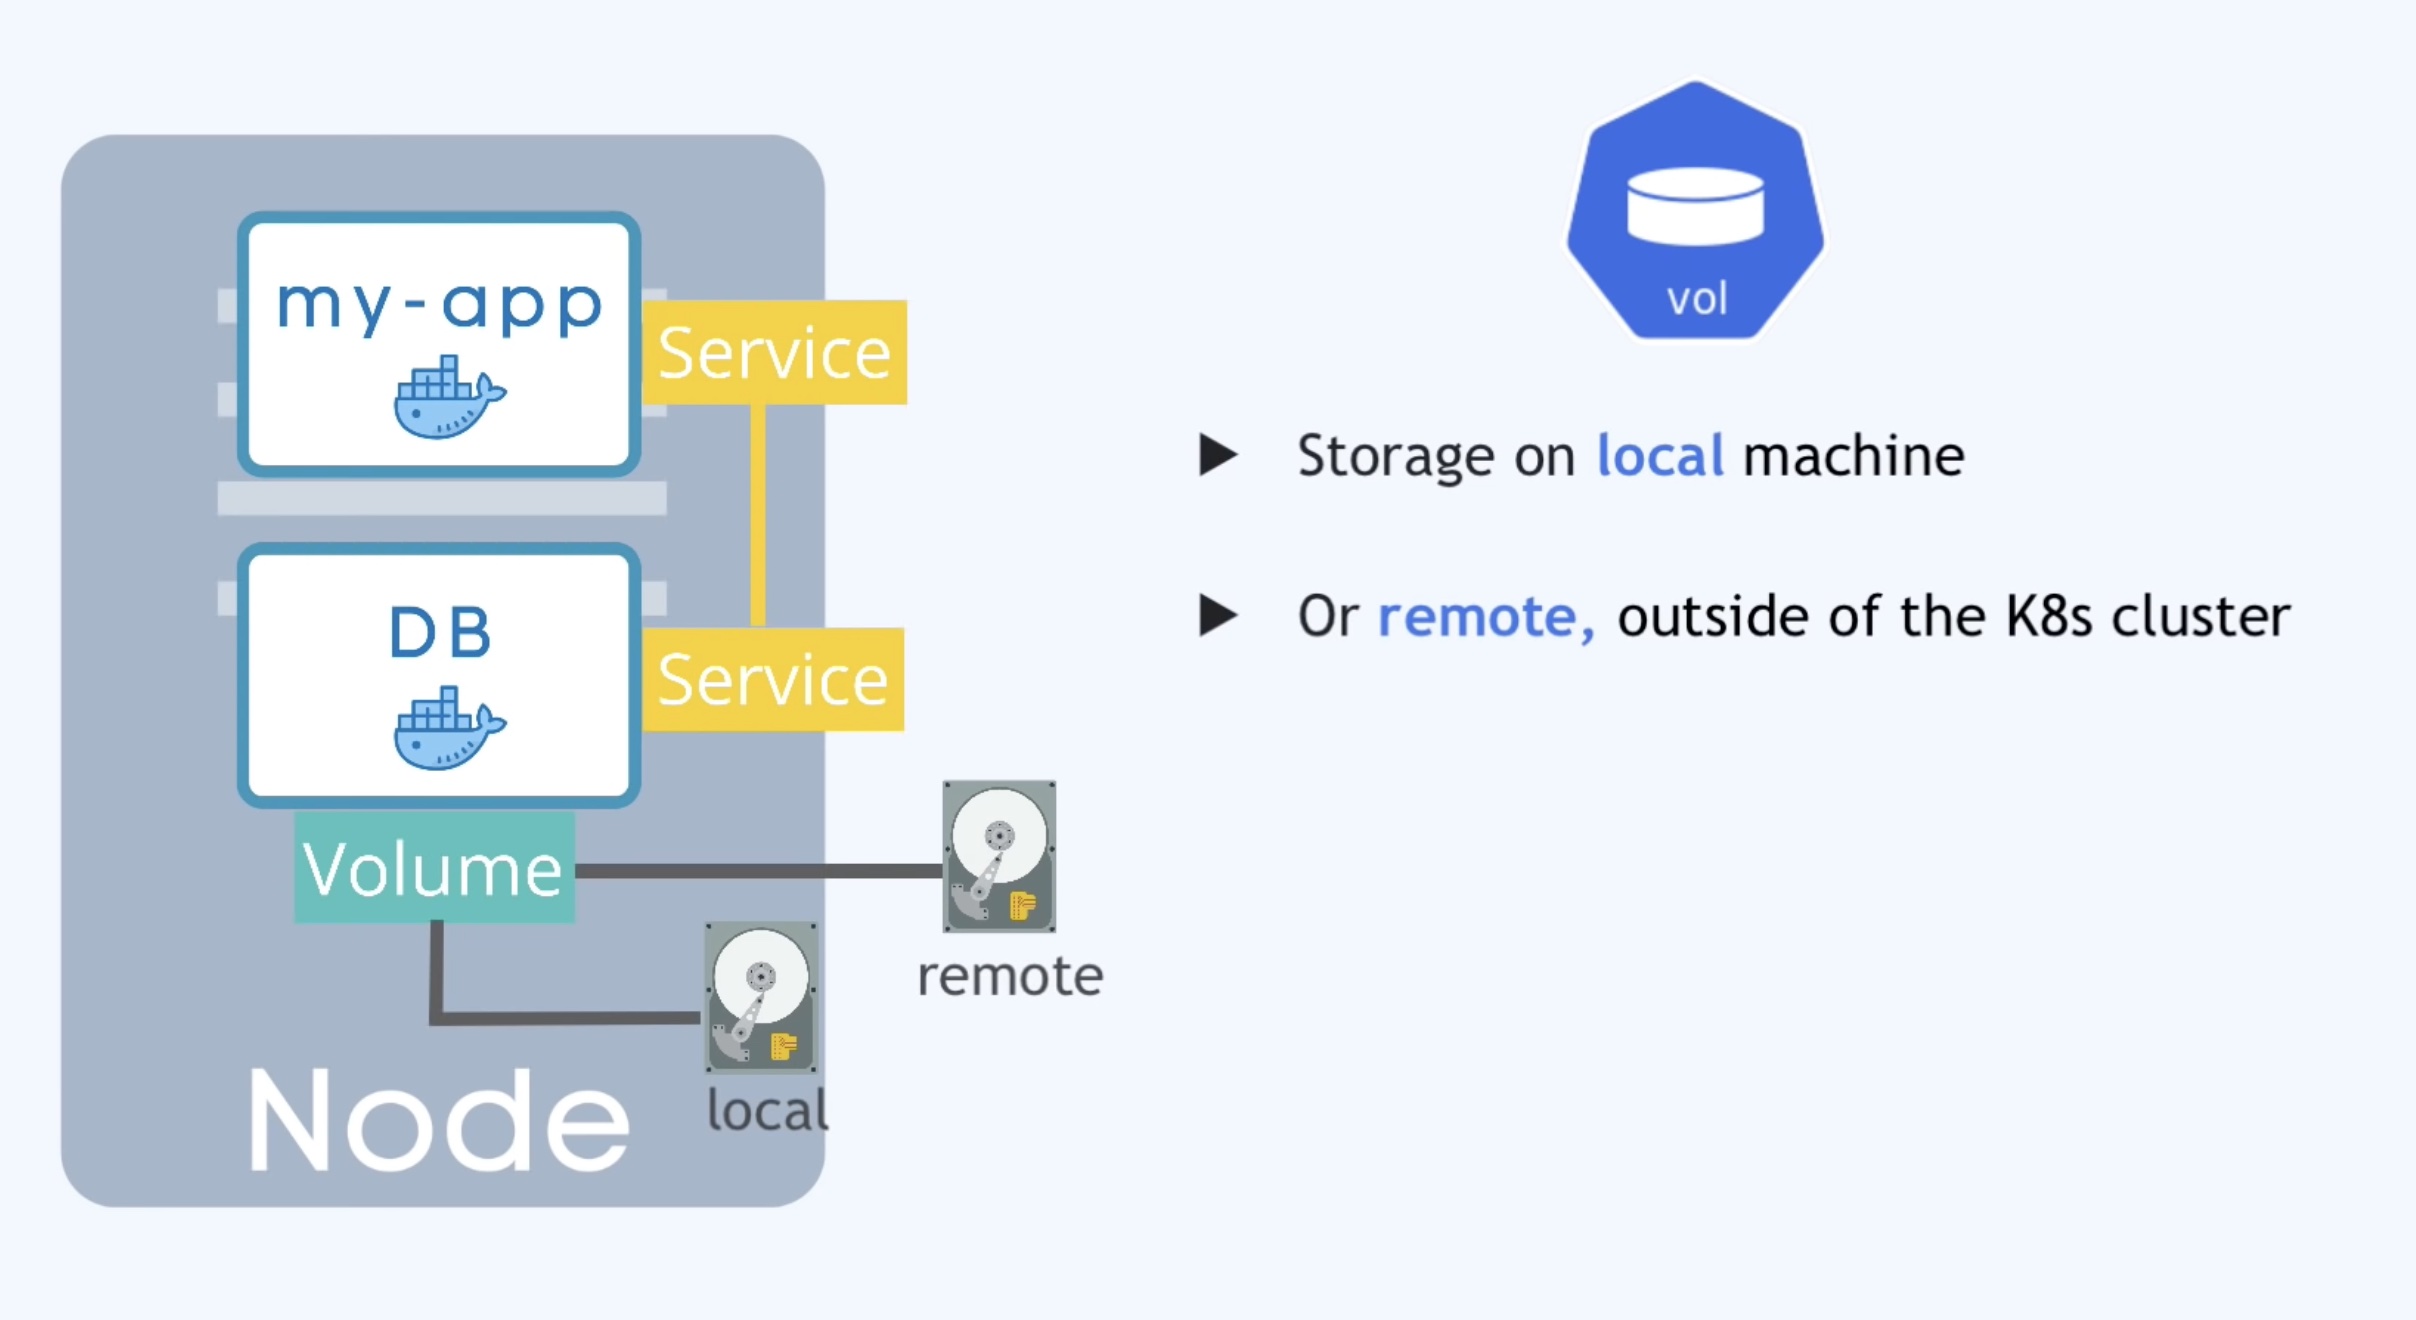 my-app
Service
DB
Service
Volume
remote
local
Node
vol
Storage on local machine
Or remote, outside of the K8s cluster